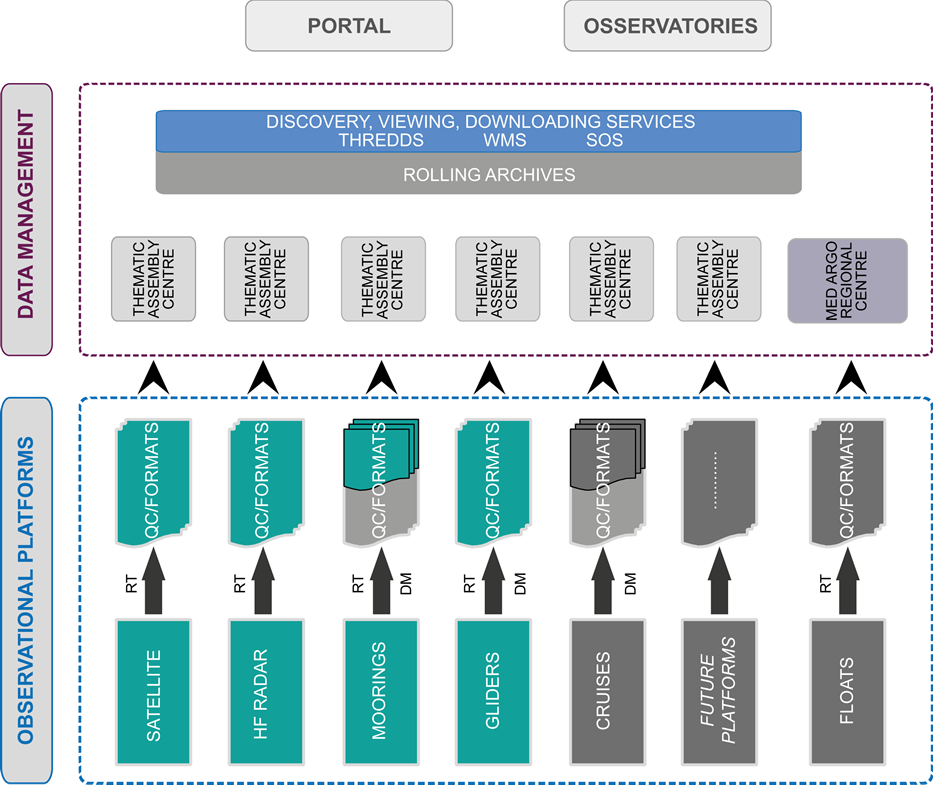 PORTAL
OSSERVATORIES
DATA MANAGEMENT
DISCOVERY, VIEWING, DOWNLOADING SERVICES
THREDDS WMS SOS
ROLLING ARCHIVES
THEMATIC
ASSEMBLY
CENTRE
THEMATIC
ASSEMBLY
CENTRE
THEMATIC
ASSEMBLY
CENTRE
THEMATIC
ASSEMBLY
CENTRE
THEMATIC
ASSEMBLY
CENTRE
THEMATIC
ASSEMBLY
CENTRE
MED ARGO
REGIONAL
CENTRE
OBSERVATIONAL PLATFORMS
QC/FORMATS
QC/FORMATS
QC/FORMATS
QC/FORMATS
QC/FORMATS
............
QC/FORMATS
RT
RT
RT
DM
RT
DM
DM
RT
SATELLITE
HF RADAR
MOORINGS
GLIDERS
CRUISES
FUTURE
PLATFORMS
FLOATS